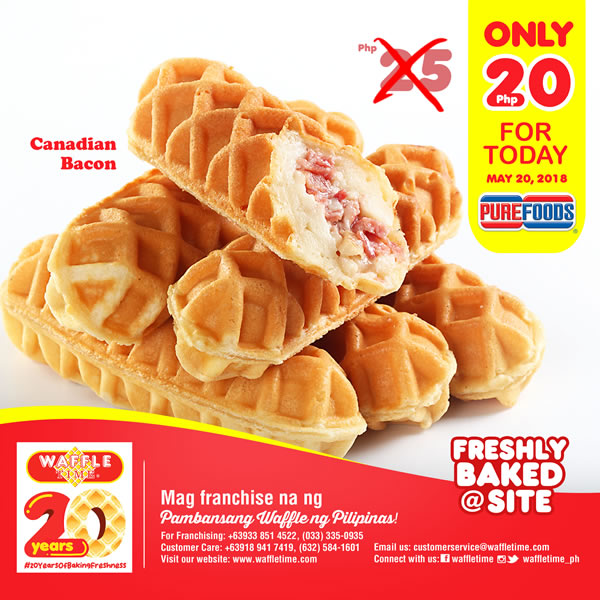 Php 25
ONLY
20
Php
FOR
TODAY
MAY 20, 2018
PUREFOODS
®
Canadian
Bacon
WAFFLE
TIME®
20
years
#20YearsOfBakingFreshness
Mag franchise na ng
Pambansang Waffle ng Pilipinas!
For Franchising: +63933 851 4522, (033) 335-0935
Customer Care: +63918 941 7419, (632) 584-1601
Visit our website: www.waffletime.com
FRESHLY
BAKED
@ SITE
Email us: customerservice@waffletime.com
Connect with us: f waffletime waffletime_ph